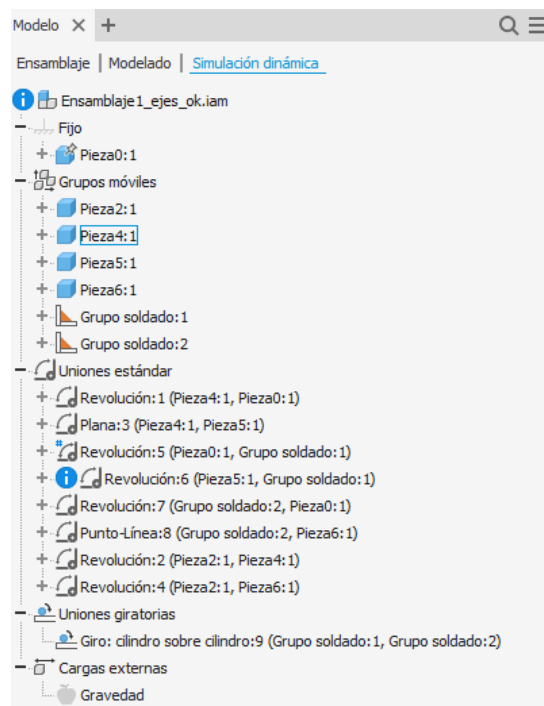 Modelo × +
Ensamblaje | Modelado | Simulación dinámica
Ensamblaje1_ejes_ok.iam
Fijo
Pieza0:1
Grupos móviles
Pieza2:1
Pieza4:1
Pieza5:1
Pieza6:1
Grupo soldado:1
Grupo soldado:2
Uniones estándar
Revolución:1 (Pieza4:1, Pieza0:1)
Plana:3 (Pieza4:1, Pieza5:1)
Revolución:5 (Pieza0:1, Grupo soldado:1)
Revolución:6 (Pieza5:1, Grupo soldado:1)
Revolución:7 (Grupo soldado:2, Pieza0:1)
Punto-Línea:8 (Grupo soldado:2, Pieza6:1)
Revolución:2 (Pieza2:1, Pieza4:1)
Revolución:4 (Pieza2:1, Pieza6:1)
Uniones giratorias
Giro: cilindro sobre cilindro:9 (Grupo soldado:1, Grupo soldado:2)
Cargas externas
Gravedad